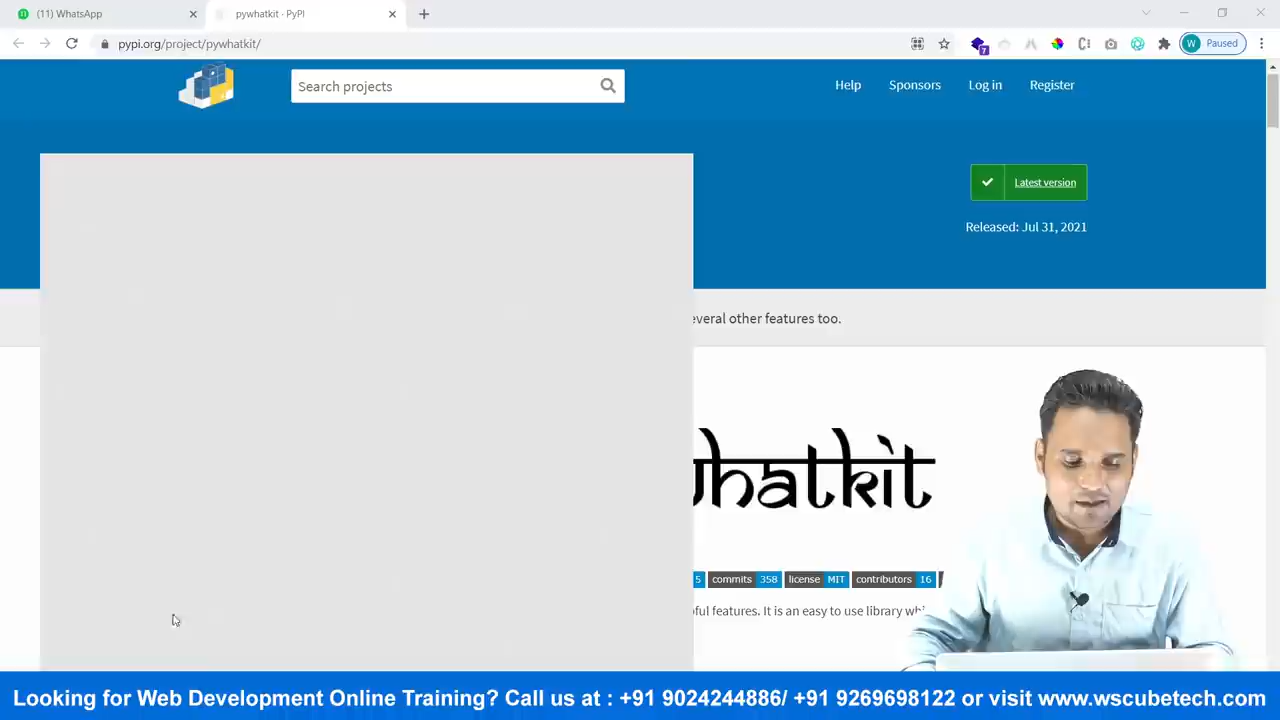 (11) WhatsApp
pywhatkit · PyPI
pypi.org/project/pywhatkit/
7
W Paused
Search projects
Help Sponsors Log in Register
Latest version
Released: Jul 31, 2021
everal other features too.
whatkit
5 commits 358 license MIT contributors 16
ful features. It is an easy to use library
Looking for Web Development Online Training? Call us at : +91 9024244886/ +91 9269698122 or visit www.wscubetech.com